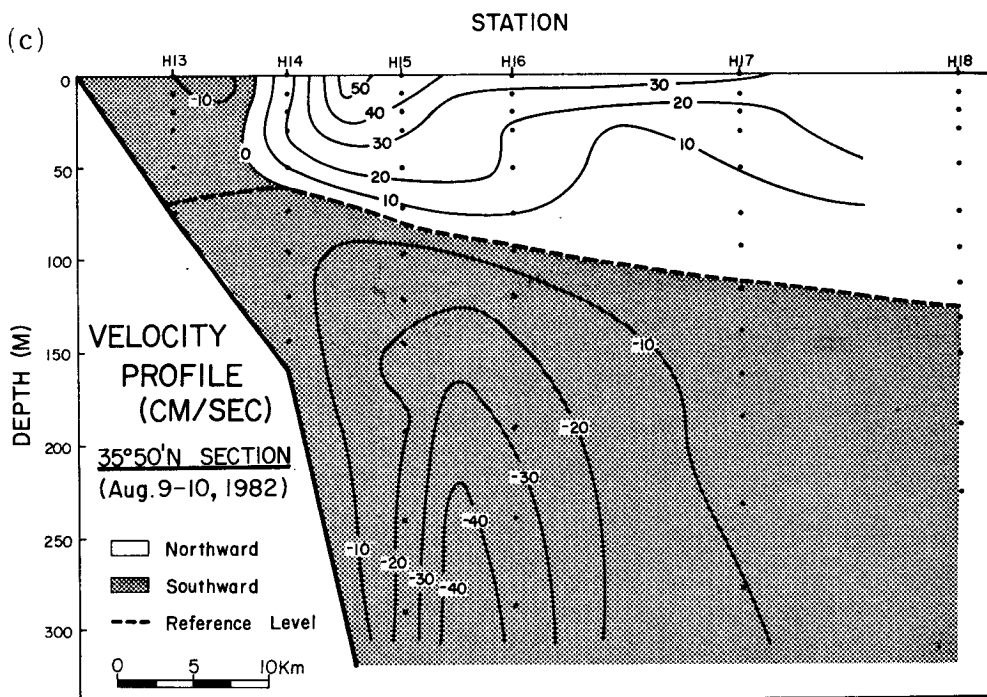 (c)
STATION
H13 H14 H15 H16 H17 H18
0
50
100
150
200
250
300
DEPTH (M)
-10
0
10
20
30
40
50
30
20
10
-10
-20
-30
-40
-10
-20
-30
-40
VELOCITY
PROFILE
(CM/SEC)
35°50'N SECTION
(Aug. 9-10, 1982)
Northward
Southward
Reference Level
0 5 10Km